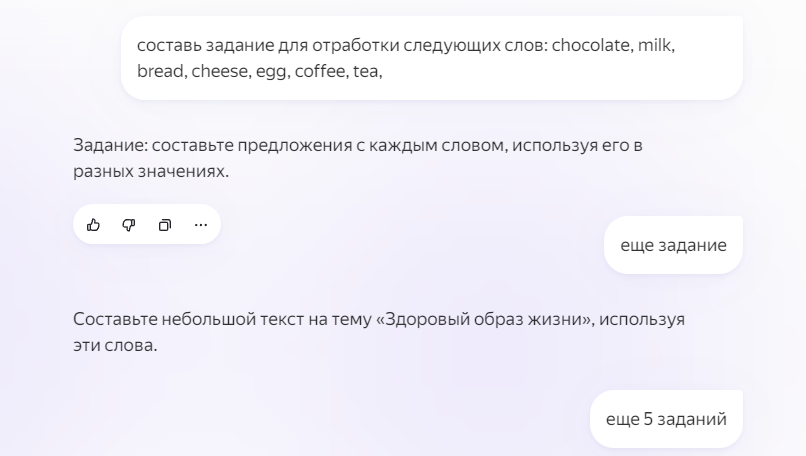 составь задание для отработки следующих слов: chocolate, milk,
bread, cheese, egg, coffee, tea,
Задание: составьте предложения с каждым словом, используя его в
разных значениях.
еще задание
Составьте небольшой текст на тему «Здоровый образ жизни», используя
эти слова.
еще 5 заданий